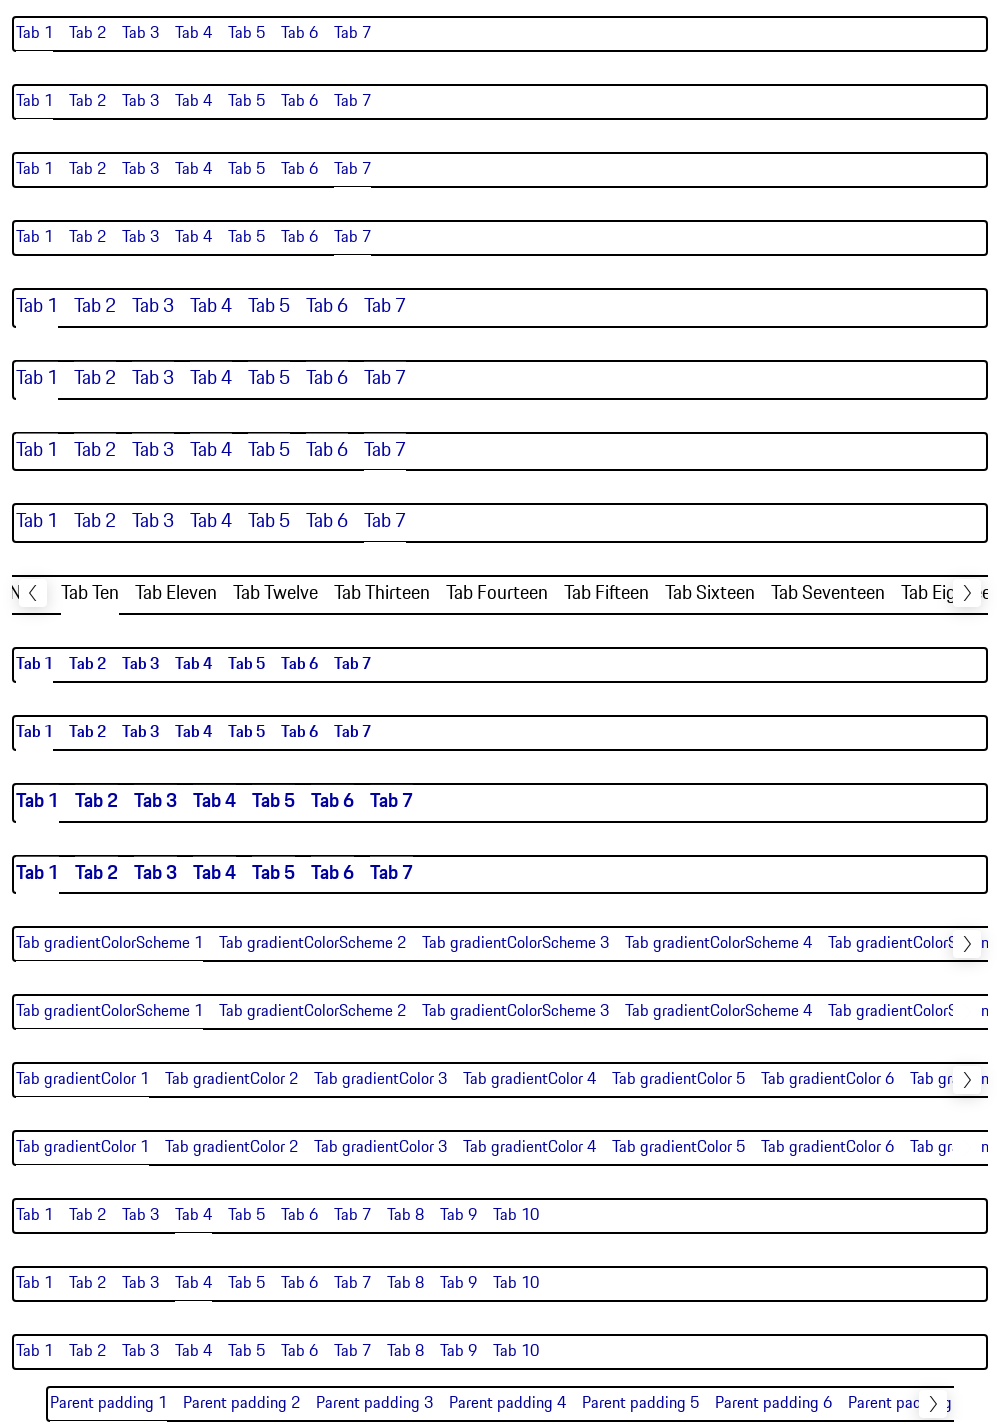 Tab 1 Tab 2 Tab 3 Tab 4 Tab 5 Tab 6 Tab 7
Tab 1 Tab 2 Tab 3 Tab 4 Tab 5 Tab 6 Tab 7
Tab 1 Tab 2 Tab 3 Tab 4 Tab 5 Tab 6 Tab 7
Tab 1 Tab 2 Tab 3 Tab 4 Tab 5 Tab 6 Tab 7
Tab 1 Tab 2 Tab 3 Tab 4 Tab 5 Tab 6 Tab 7
Tab 1 Tab 2 Tab 3 Tab 4 Tab 5 Tab 6 Tab 7
Tab 1 Tab 2 Tab 3 Tab 4 Tab 5 Tab 6 Tab 7
Tab 1 Tab 2 Tab 3 Tab 4 Tab 5 Tab 6 Tab 7
Tab Ten Tab Eleven Tab Twelve Tab Thirteen Tab Fourteen Tab Fifteen Tab Sixteen Tab Seventeen Tab
Tab 1 Tab 2 Tab 3 Tab 4 Tab 5 Tab 6 Tab 7
Tab 1 Tab 2 Tab 3 Tab 4 Tab 5 Tab 6 Tab 7
Tab 1 Tab 2 Tab 3 Tab 4 Tab 5 Tab 6 Tab 7
Tab 1 Tab 2 Tab 3 Tab 4 Tab 5 Tab 6 Tab 7
Tab gradientColorScheme 1 Tab gradientColorScheme 2 Tab gradientColorScheme 3 Tab gradientColorScheme 4 Tab
Tab gradientColorScheme 1 Tab gradientColorScheme 2 Tab gradientColorScheme 3 Tab gradientColorScheme 4 Tab
Tab gradientColor 1 Tab gradientColor 2 Tab gradientColor 3 Tab gradientColor 4 Tab gradientColor 5 Tab gradientColor 6 Tab
Tab gradientColor 1 Tab gradientColor 2 Tab gradientColor 3 Tab gradientColor 4 Tab gradientColor 5 Tab gradientColor 6 Tab
Tab 1 Tab 2 Tab 3 Tab 4 Tab 5 Tab 6 Tab 7 Tab 8 Tab 9 Tab 10
Tab 1 Tab 2 Tab 3 Tab 4 Tab 5 Tab 6 Tab 7 Tab 8 Tab 9 Tab 10
Tab 1 Tab 2 Tab 3 Tab 4 Tab 5 Tab 6 Tab 7 Tab 8 Tab 9 Tab 10
Parent padding 1 Parent padding 2 Parent padding 3 Parent padding 4 Parent padding 5 Parent padding 6 Parent